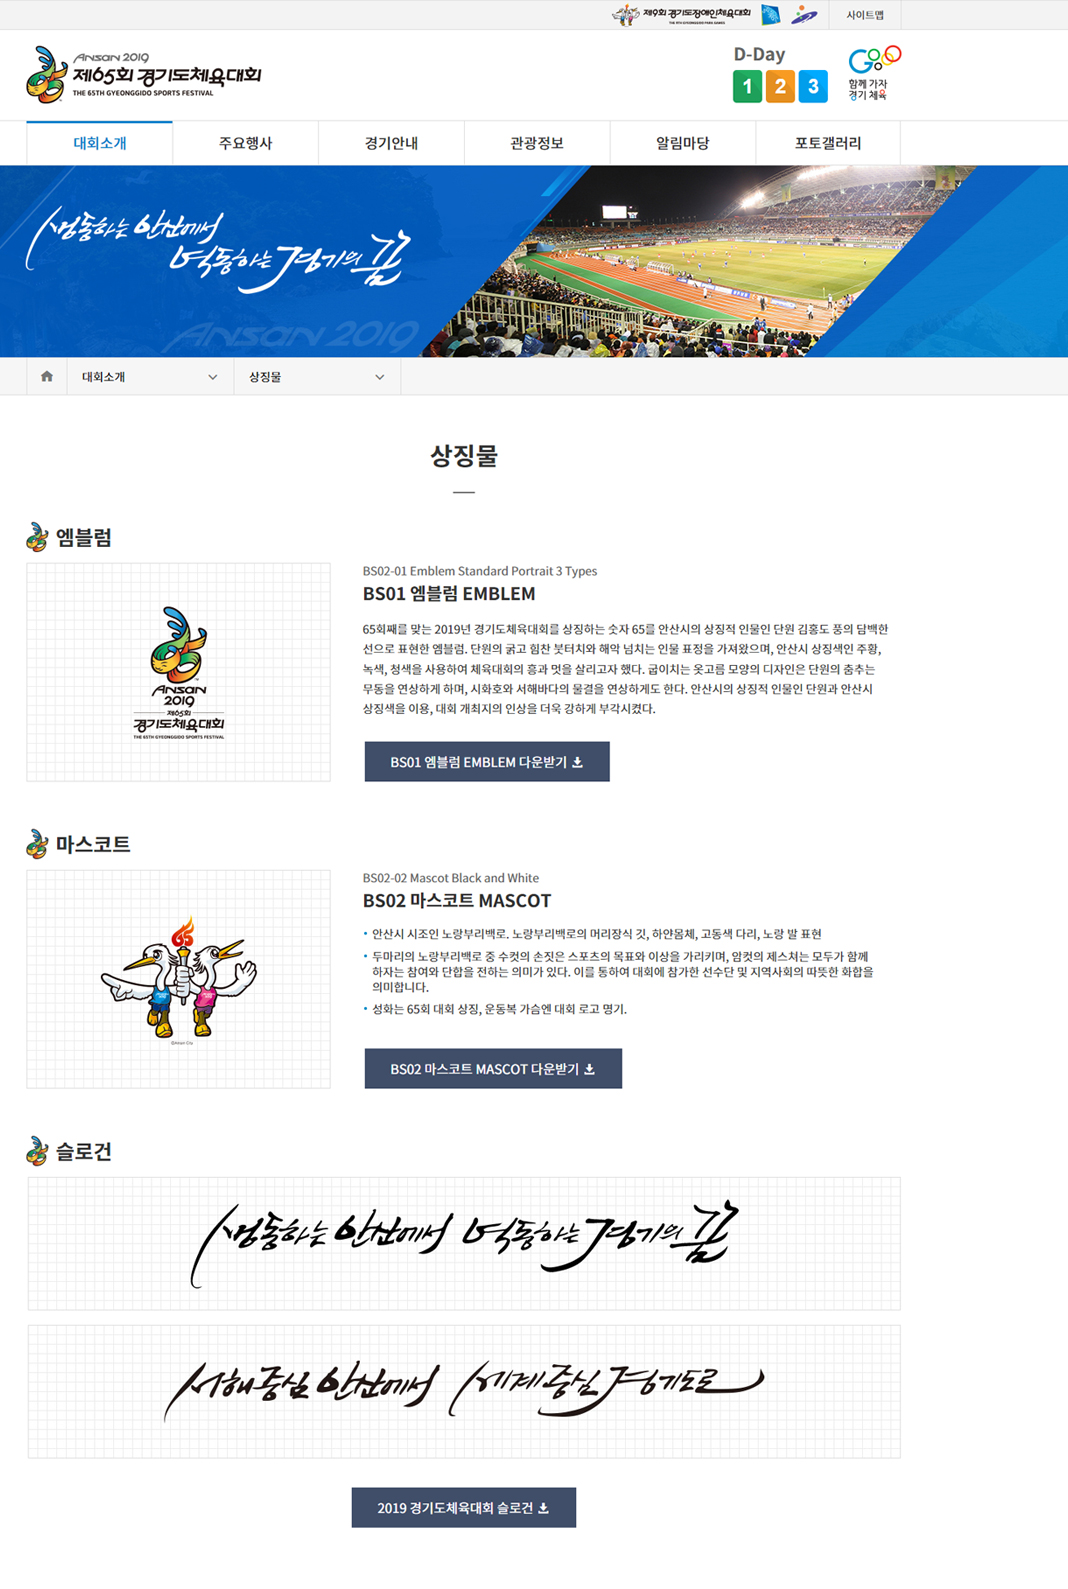 제9회 경기도장애인체육대회
THE 9TH GYEONGGIDO PARA GAMES
사이트맵
ANSAN 2019
제65회 경기도체육대회
THE 65TH GYEONGGIDO SPORTS FESTIVAL
D-Day
1 2 3
GO
함께 가자
경기 체육
대회소개
주요행사
경기안내
관광정보
알림마당
포토갤러리
생동하는 안산에서
역동하는 경기의 꿈
ANSAN 2019
대회소개
상징물
상징물
엠블럼
ANSAN
2019
제65회
경기도체육대회
THE 65TH GYEONGGIDO SPORTS FESTIVAL
BS02-01 Emblem Standard Portrait 3 Types
BS01 엠블럼 EMBLEM
65회째를 맞는 2019년 경기도체육대회를 상징하는 숫자 65를 안산시의 상징적 인물인 단원 김홍도 풍의 담백한
선으로 표현한 엠블럼. 단원의 굵고 힘찬 붓터치와 해악 넘치는 인물 표정을 가져왔으며, 안산시 상징색인 주황,
녹색, 청색을 사용하여 체육대회의 흥과 멋을 살리고자 했다. 굽이치는 옷고름 모양의 디자인은 단원의 춤추는
무동을 연상하게 하며, 시화호와 서해바다의 물결을 연상하게도 한다. 안산시의 상징적 인물인 단원과 안산시
상징색을 이용, 대회 개최지의 인상을 더욱 강하게 부각시켰다.
BS01 엠블럼 EMBLEM 다운받기
마스코트
65
©Ansan City
BS02-02 Mascot Black and White
BS02 마스코트 MASCOT
안산시 시조인 노랑부리백로. 노랑부리백로의 머리장식 깃, 하얀몸체, 고동색 다리, 노랑 발 표현
두마리의 노랑부리백로 중 수컷의 손짓은 스포츠의 목표와 이상을 가리키며, 암컷의 제스쳐는 모두가 함께
하자는 참여와 단합을 전하는 의미가 있다. 이를 통하여 대회에 참가한 선수단 및 지역사회의 따뜻한 화합을
의미합니다.
성화는 65회 대회 상징, 운동복 가슴엔 대회 로고 명기.
BS02 마스코트 MASCOT 다운받기
슬로건
생동하는 안산에서 역동하는 경기의 꿈
서해중심 안산에서 세계중심 경기도로
2019 경기도체육대회 슬로건